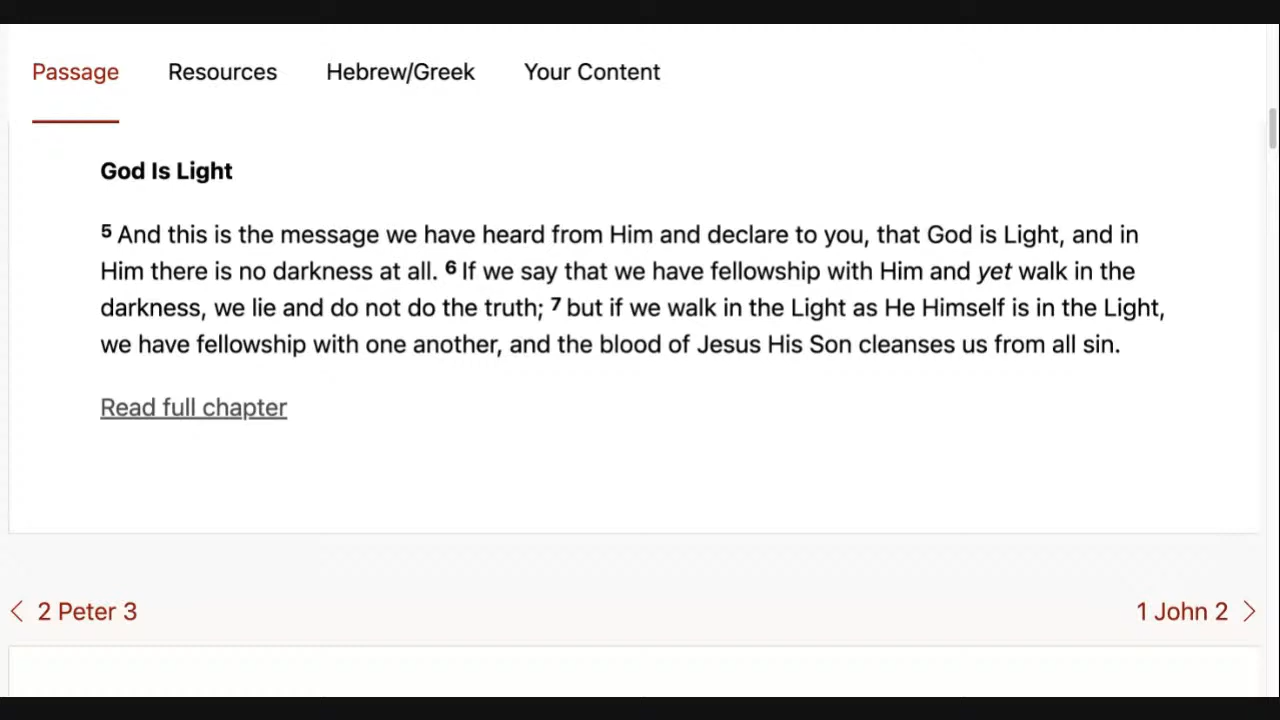 Passage Resources Hebrew/Greek Your Content
God Is Light
5 And this is the message we have heard from Him and declare to you, that God is Light, and in
Him there is no darkness at all. 6 If we say that we have fellowship with Him and yet walk in the
darkness, we lie and do not do the truth; 7 but if we walk in the Light as He Himself is in the Light,
we have fellowship with one another, and the blood of Jesus His Son cleanses us from all sin.
Read full chapter
2 Peter 3 1 John 2